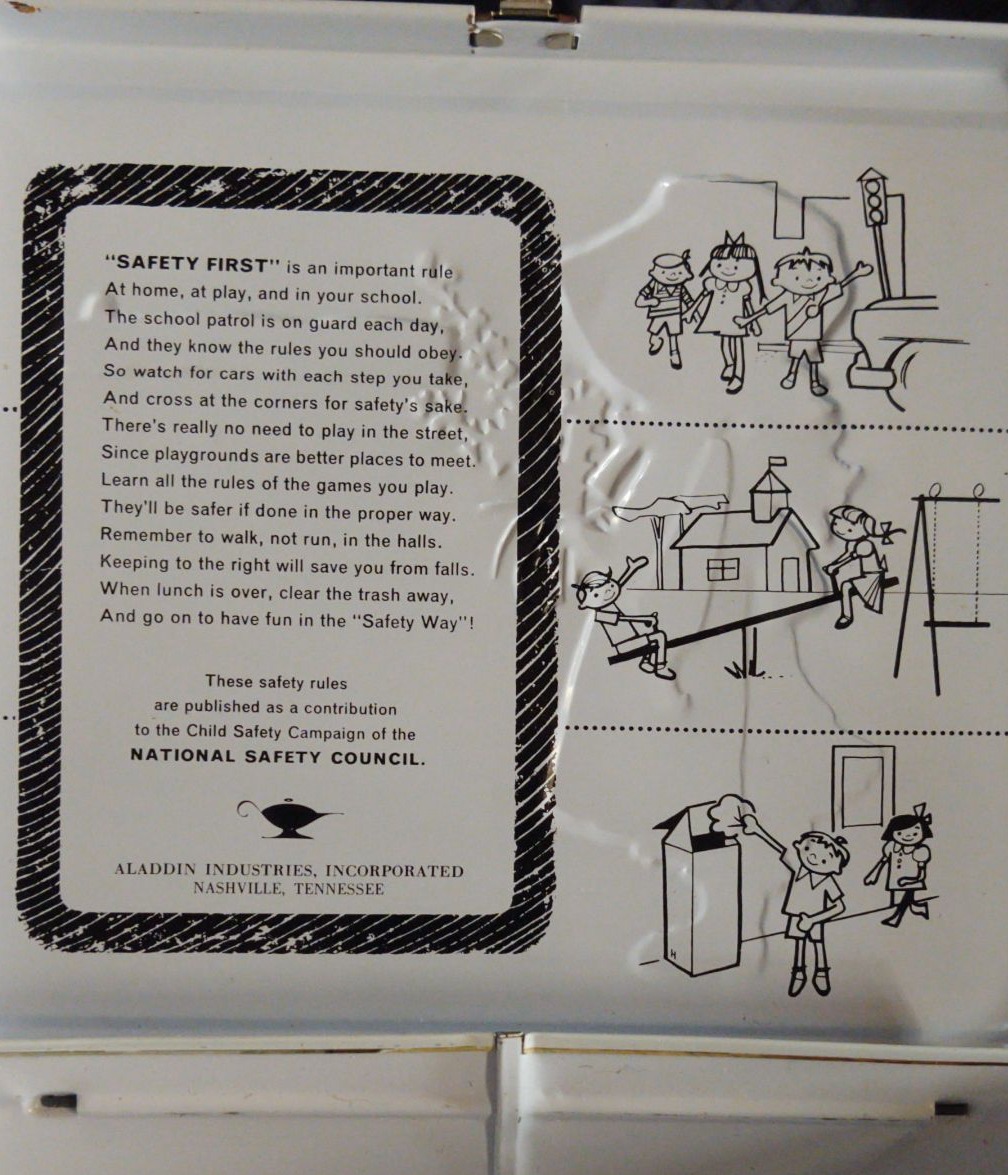 "SAFETY FIRST" is an important rule
At home, at play, and in your school.
The school patrol is on guard each day,
And they know the rules you should obey.
So watch for cars with each step you take,
And cross at the corners for safety's sake.
There's really no need to play in the street,
Since playgrounds are better places to meet.
Learn all the rules of the games you play.
They'll be safer if done in the proper way.
Remember to walk, not run, in the halls.
Keeping to the right will save you from falls.
When lunch is over, clear the trash away,
And go on to have fun in the "Safety Way"!
These safety rules
are published as a contribution
to the Child Safety Campaign of the
NATIONAL SAFETY COUNCIL.
ALADDIN INDUSTRIES, INCORPORATED
NASHVILLE, TENNESSEE
H